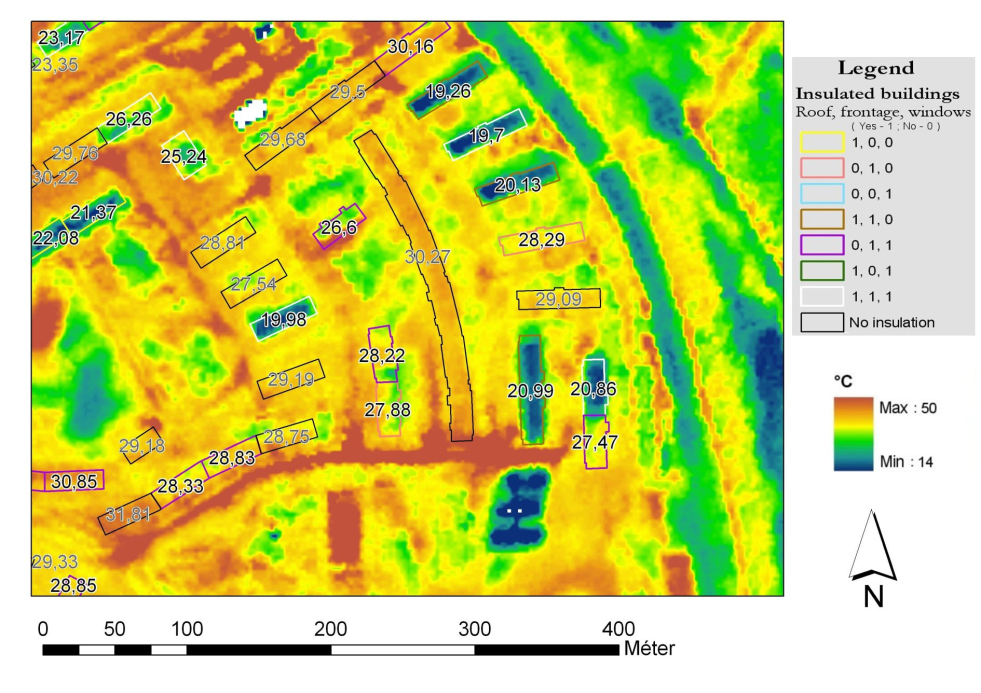 23,17
23,35
30,16
29,5
19,26
26,26
29,68
19,7
29,76
25,24
30,22
20,13
21,37
22,08
26,6
28,81
28,29
30,27
27,54
29,09
19,98
28,22
29,19
20,99
20,86
27,88
28,75
29,18
27,47
28,83
30,85
28,33
31,81
29,33
28,85
0 50 100 200 300 400
Méter
Legend
Insulated buildings
Roof, frontage, windows
( Yes - 1 ; No - 0 )
1, 0, 0
0, 1, 0
0, 0, 1
1, 1, 0
0, 1, 1
1, 0, 1
1, 1, 1
No insulation
°C
Max : 50
Min : 14
N